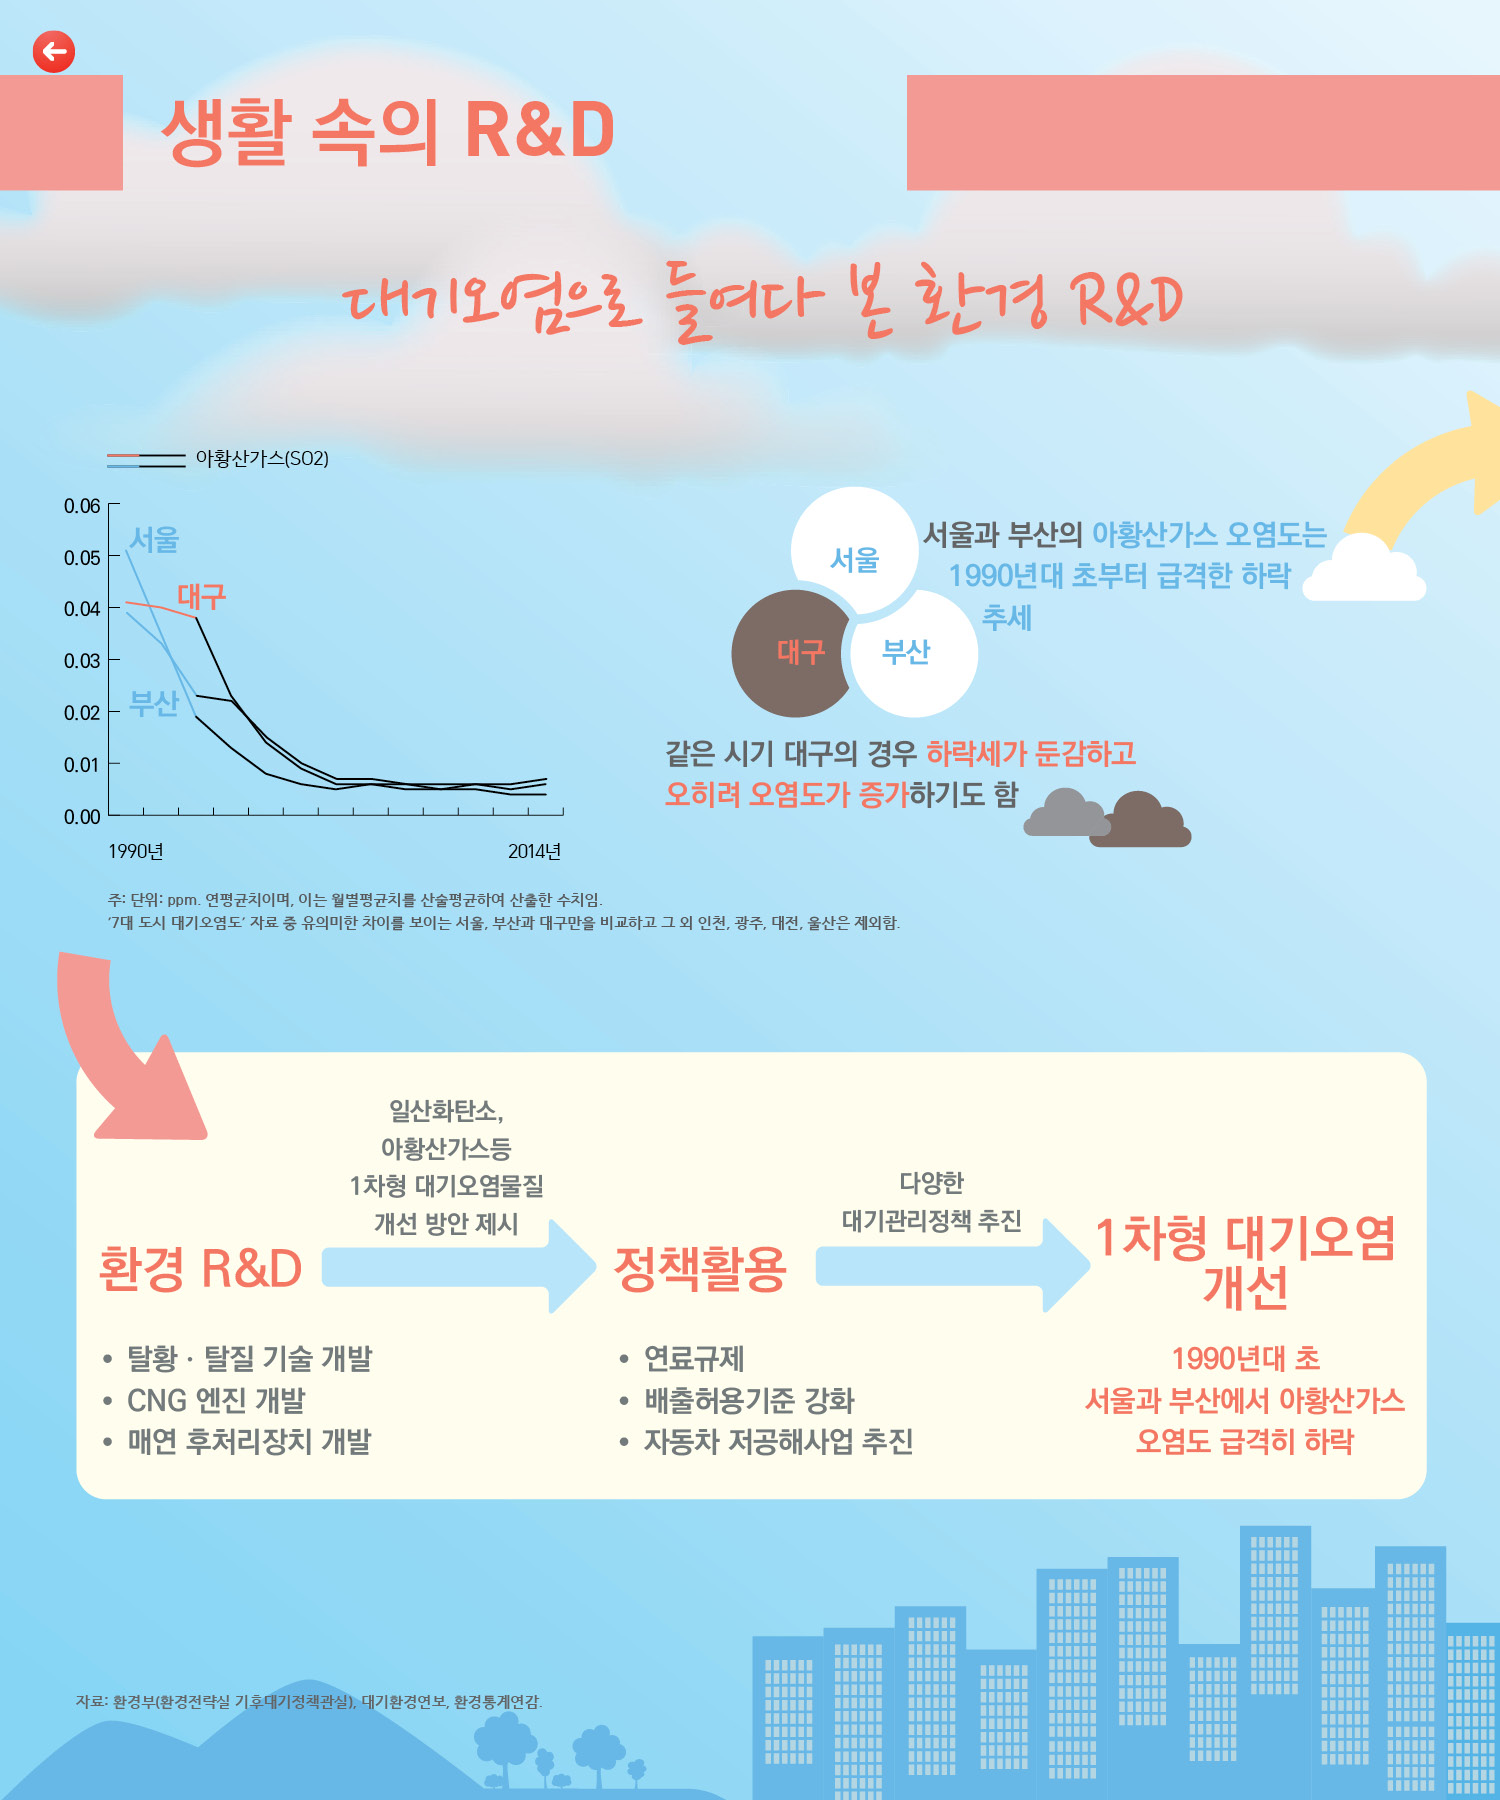 생활 속의 R&D
대기오염으로 들여다 본 환경 R&D
아황산가스(SO2)
0.06
0.05
0.04
0.03
0.02
0.01
0.00
서울
대구
부산
1990년
2014년
서울
대구
부산
서울과 부산의 아황산가스 오염도는
1990년대 초부터 급격한 하락
추세
같은 시기 대구의 경우 하락세가 둔감하고
오히려 오염도가 증가하기도 함
주: 단위: ppm. 연평균치이며, 이는 월별평균치를 산술평균하여 산출한 수치임.
‘7대 도시 대기오염도’ 자료 중 유의미한 차이를 보이는 서울, 부산과 대구만을 비교하고 그 외 인천, 광주, 대전, 울산은 제외함.
일산화탄소,
아황산가스등
1차형 대기오염물질
개선 방안 제시
다양한
대기관리정책 추진
환경 R&D
정책활용
1차형 대기오염
개선
• 탈황 · 탈질 기술 개발
• CNG 엔진 개발
• 매연 후처리장치 개발
• 연료규제
• 배출허용기준 강화
• 자동차 저공해사업 추진
1990년대 초
서울과 부산에서 아황산가스
오염도 급격히 하락
자료: 환경부(환경전략실 기후대기정책관실), 대기환경연보, 환경통계연감.